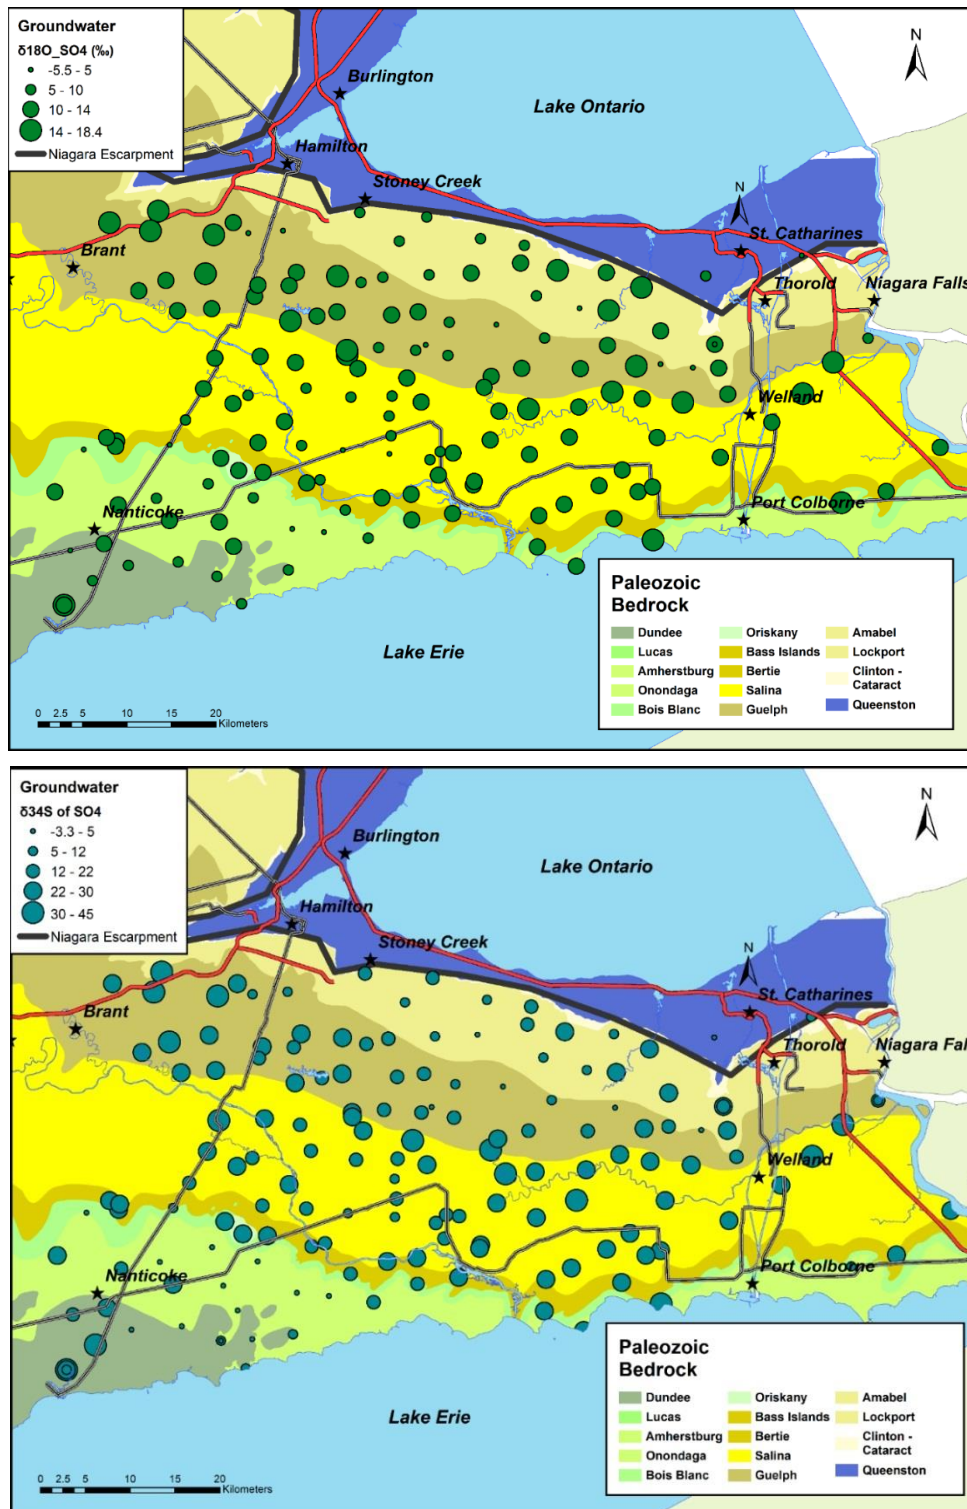 Groundwater
δ18O_SO4 (‰)
-5.5 - 5
5 - 10
10 - 14
14 - 18.4
Niagara Escarpment
N
Burlington
Lake Ontario
Hamilton
Stoney Creek
N
St. Catharines
Brant
Thorold
Niagara Falls
Welland
Nanticoke
Port Colborne
Lake Erie
Paleozoic
Bedrock
Dundee
Lucas
Amherstburg
Onondaga
Bois Blanc
Oriskany
Bass Islands
Bertie
Salina
Guelph
Amabel
Lockport
Clinton -
Cataract
Queenston
0 2.5 5 10 15 20
Kilometers
Groundwater
δ34S of SO4
-3.3 - 5
5 - 12
12 - 22
22 - 30
30 - 45
Niagara Escarpment
N
Burlington
Lake Ontario
Hamilton
Stoney Creek
N
St. Catharines
Brant
Thorold
Niagara Fal
Welland
Nanticoke
Port Colborne
Lake Erie
Paleozoic
Bedrock
Dundee
Lucas
Amherstburg
Onondaga
Bois Blanc
Oriskany
Bass Islands
Bertie
Salina
Guelph
Amabel
Lockport
Clinton -
Cataract
Queenston
0 2.5 5 10 15 20
Kilometers